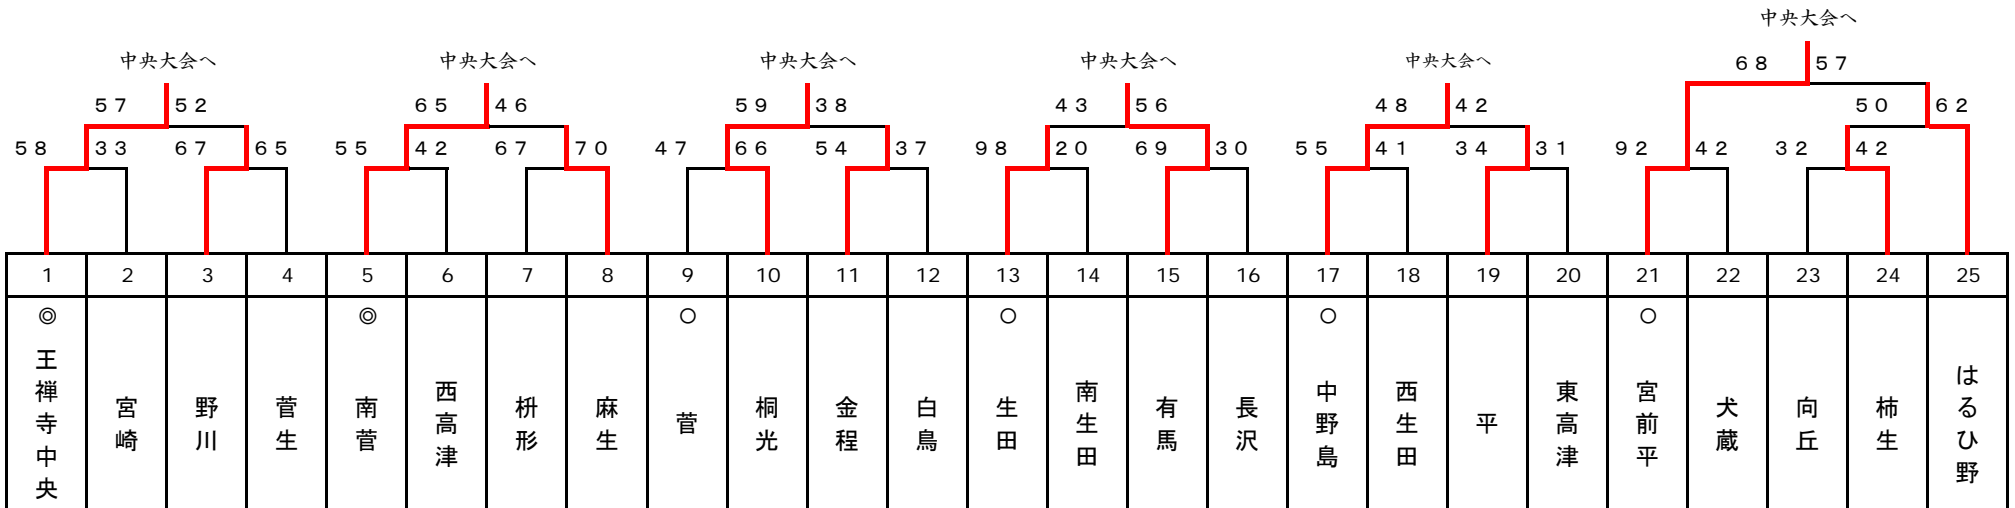 中央大会へ
中央大会へ 中央大会へ 中央大会へ 中央大会へ 中央大会へ
68 57
57 52 65 46 59 38 43 56 48 42 50 62
58 33 67 65 55 42 67 70 47 66 54 37 98 20 69 30 55 41 34 31 92 42 32 42
1 2 3 4 5 6 7 8 9 10 11 12 13 14 15 16 17 18 19 20 21 22 23 24 25
◎ ◎ ○ ○ ○ ○
王禅寺中央
宮崎
野川
菅生
南菅
西高津
枡形
麻生
菅
桐光
金程
白鳥
生田
南生田
有馬
長沢
中野島
西生田
平
東高津
宮前平
犬蔵
向丘
柿生
はるひ野